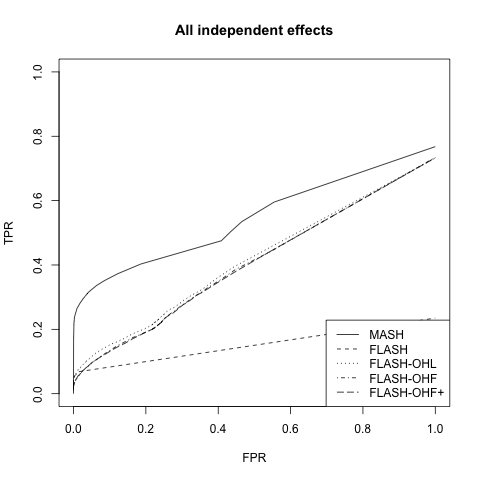 All independent effects
TPR
1.0
0.8
0.6
0.4
0.2
0.0
MASH
FLASH
FLASH-OHL
FLASH-OHF
FLASH-OHF+
0.0 0.2 0.4 0.6 0.8 1.0
FPR